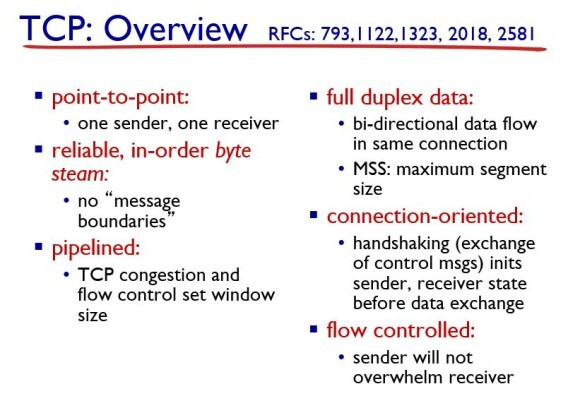 TCP: Overview RFCs: 793,1122,1323, 2018, 2581
▪ point-to-point:
• one sender, one receiver
▪ reliable, in-order byte
steam:
• no “message
boundaries”
▪ pipelined:
• TCP congestion and
flow control set window
size
▪ full duplex data:
• bi-directional data flow
in same connection
• MSS: maximum segment
size
▪ connection-oriented:
• handshaking (exchange
of control msgs) inits
sender, receiver state
before data exchange
▪ flow controlled:
• sender will not
overwhelm receiver